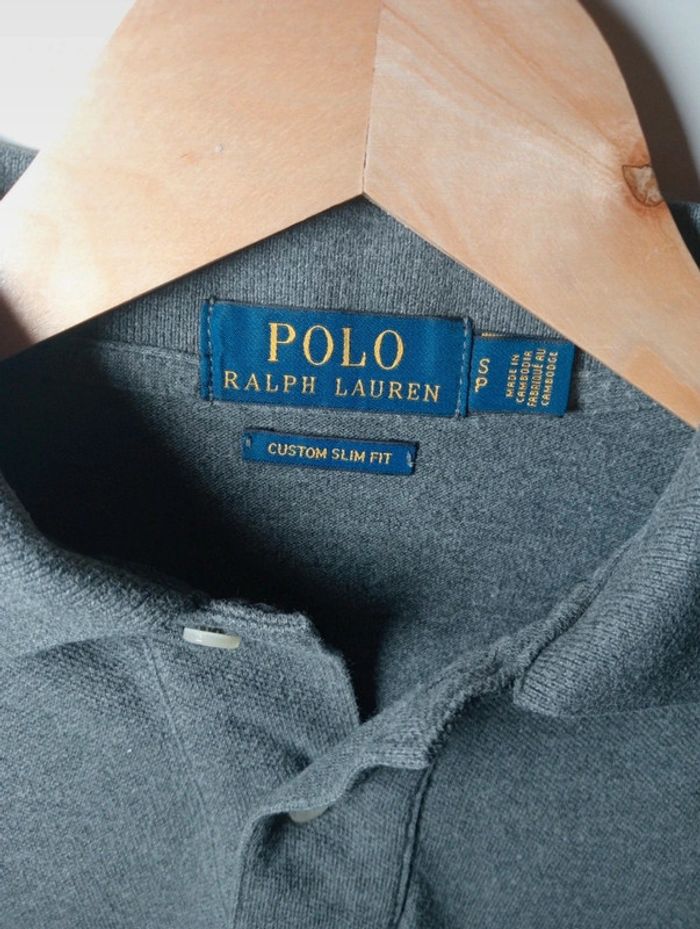 POLO
RALPH LAUREN
S
P
MADE IN
CAMBODIA
FABRIQUÉ AU
CAMBODGE
CUSTOM SLIM FIT